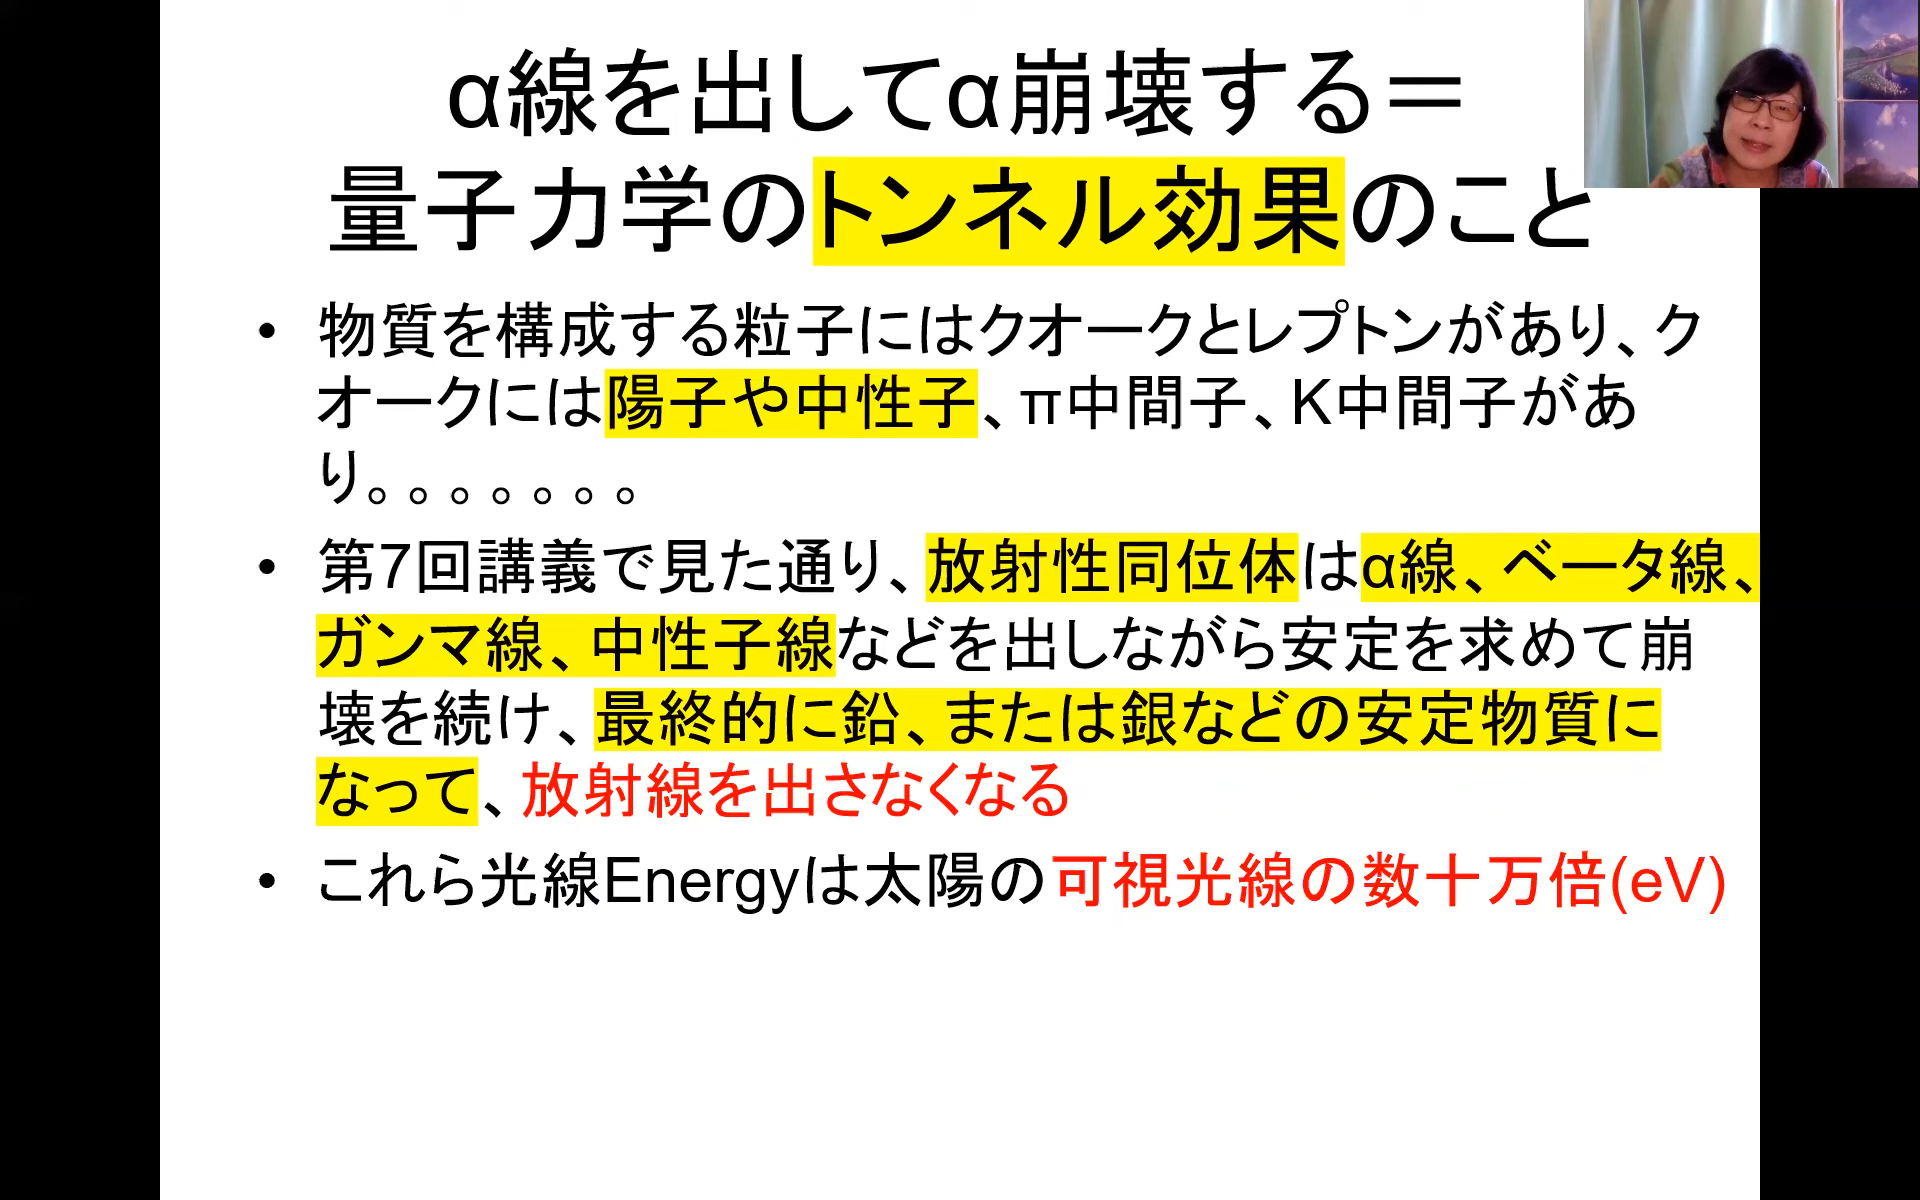 α線を出してα崩壊する＝
量子力学のトンネル効果のこと
• 物質を構成する粒子にはクオークとレプトンがあり、ク
オークには陽子や中性子、π中間子、K中間子があ
り。。。。。。。
• 第7回講義で見た通り、放射性同位体はα線、ベータ線、
ガンマ線、中性子線などを出しながら安定を求めて崩
壊を続け、最終的に鉛、または銀などの安定物質に
なって、放射線を出さなくなる
• これら光線Energyは太陽の可視光線の数十万倍(eV)